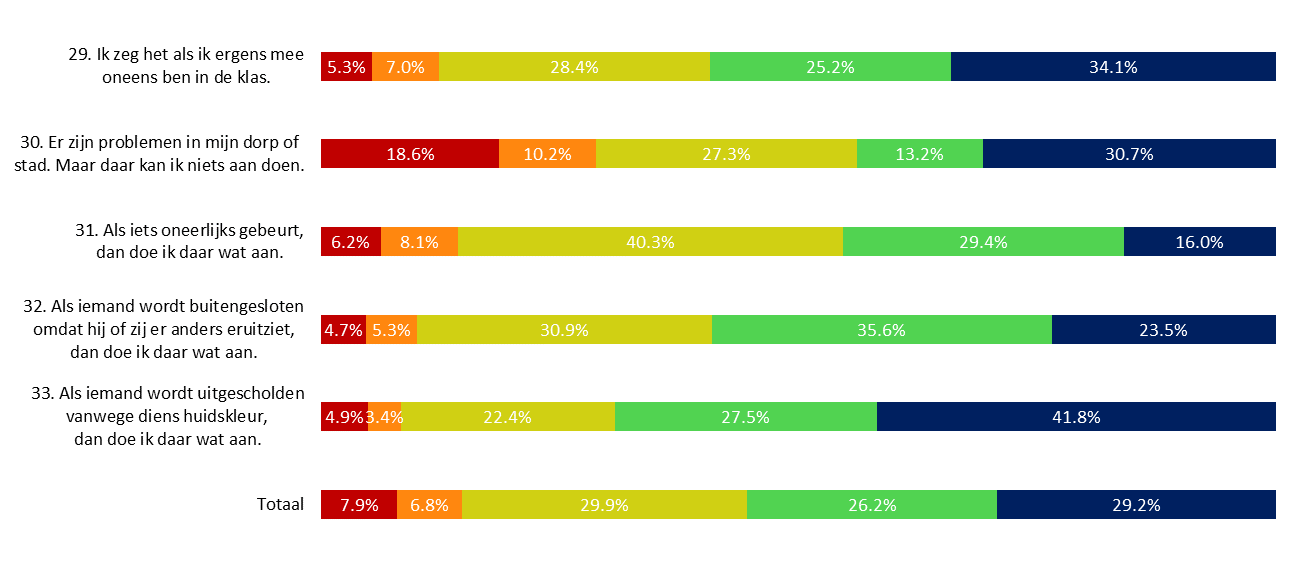 29. Ik zeg het als ik ergens mee
oneens ben in de klas.
5.3% 7.0% 28.4% 25.2% 34.1%
30. Er zijn problemen in mijn dorp of
stad. Maar daar kan ik niets aan doen.
18.6% 10.2% 27.3% 13.2% 30.7%
31. Als iets oneerlijks gebeurt,
dan doe ik daar wat aan.
6.2% 8.1% 40.3% 29.4% 16.0%
32. Als iemand wordt buitengesloten
omdat hij of zij er anders eruitziet,
dan doe ik daar wat aan.
4.7% 5.3% 30.9% 35.6% 23.5%
33. Als iemand wordt uitgescholden
vanwege diens huidskleur,
dan doe ik daar wat aan.
4.9% 3.4% 22.4% 27.5% 41.8%
Totaal
7.9% 6.8% 29.9% 26.2% 29.2%